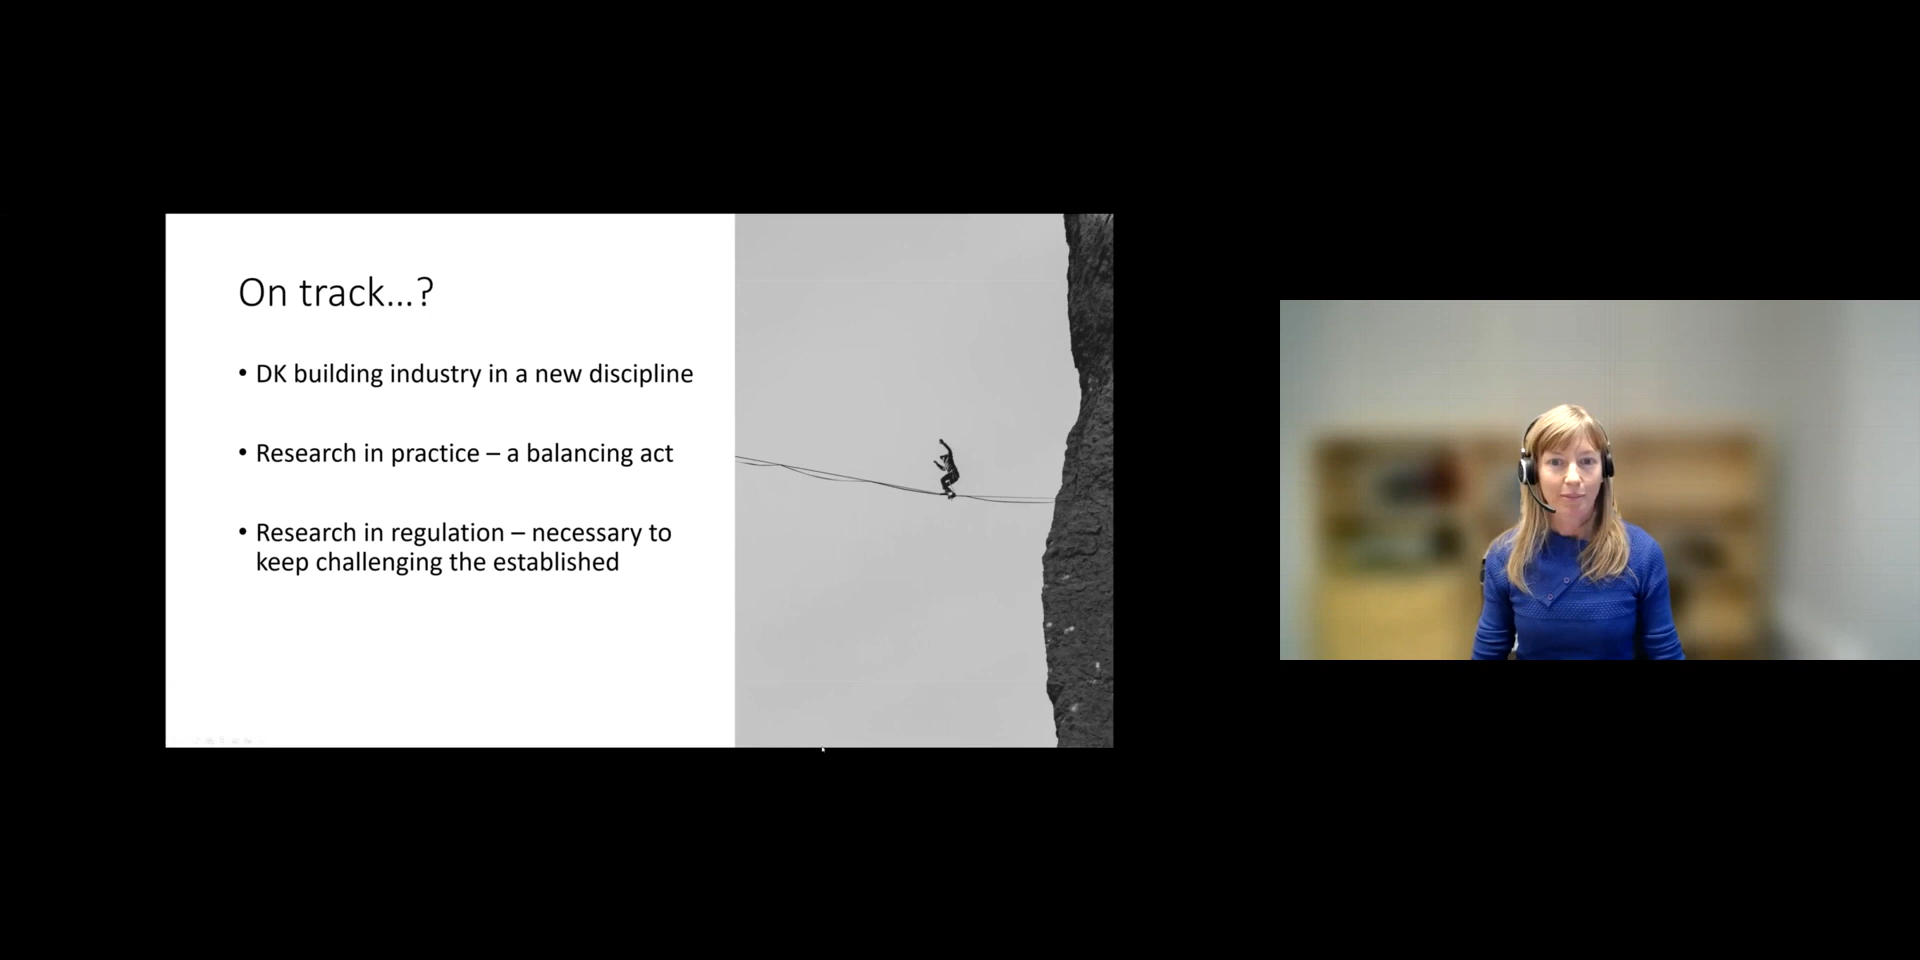 On track...?
• DK building industry in a new discipline
• Research in practice – a balancing act
• Research in regulation – necessary to
keep challenging the established